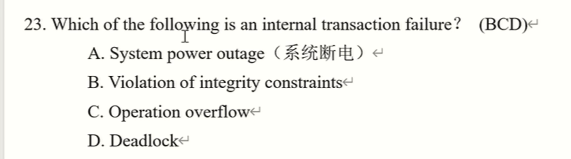 23. Which of the following is an internal transaction failure? (BCD)
A. System power outage（系统断电）
B. Violation of integrity constraints
C. Operation overflow
D. Deadlock